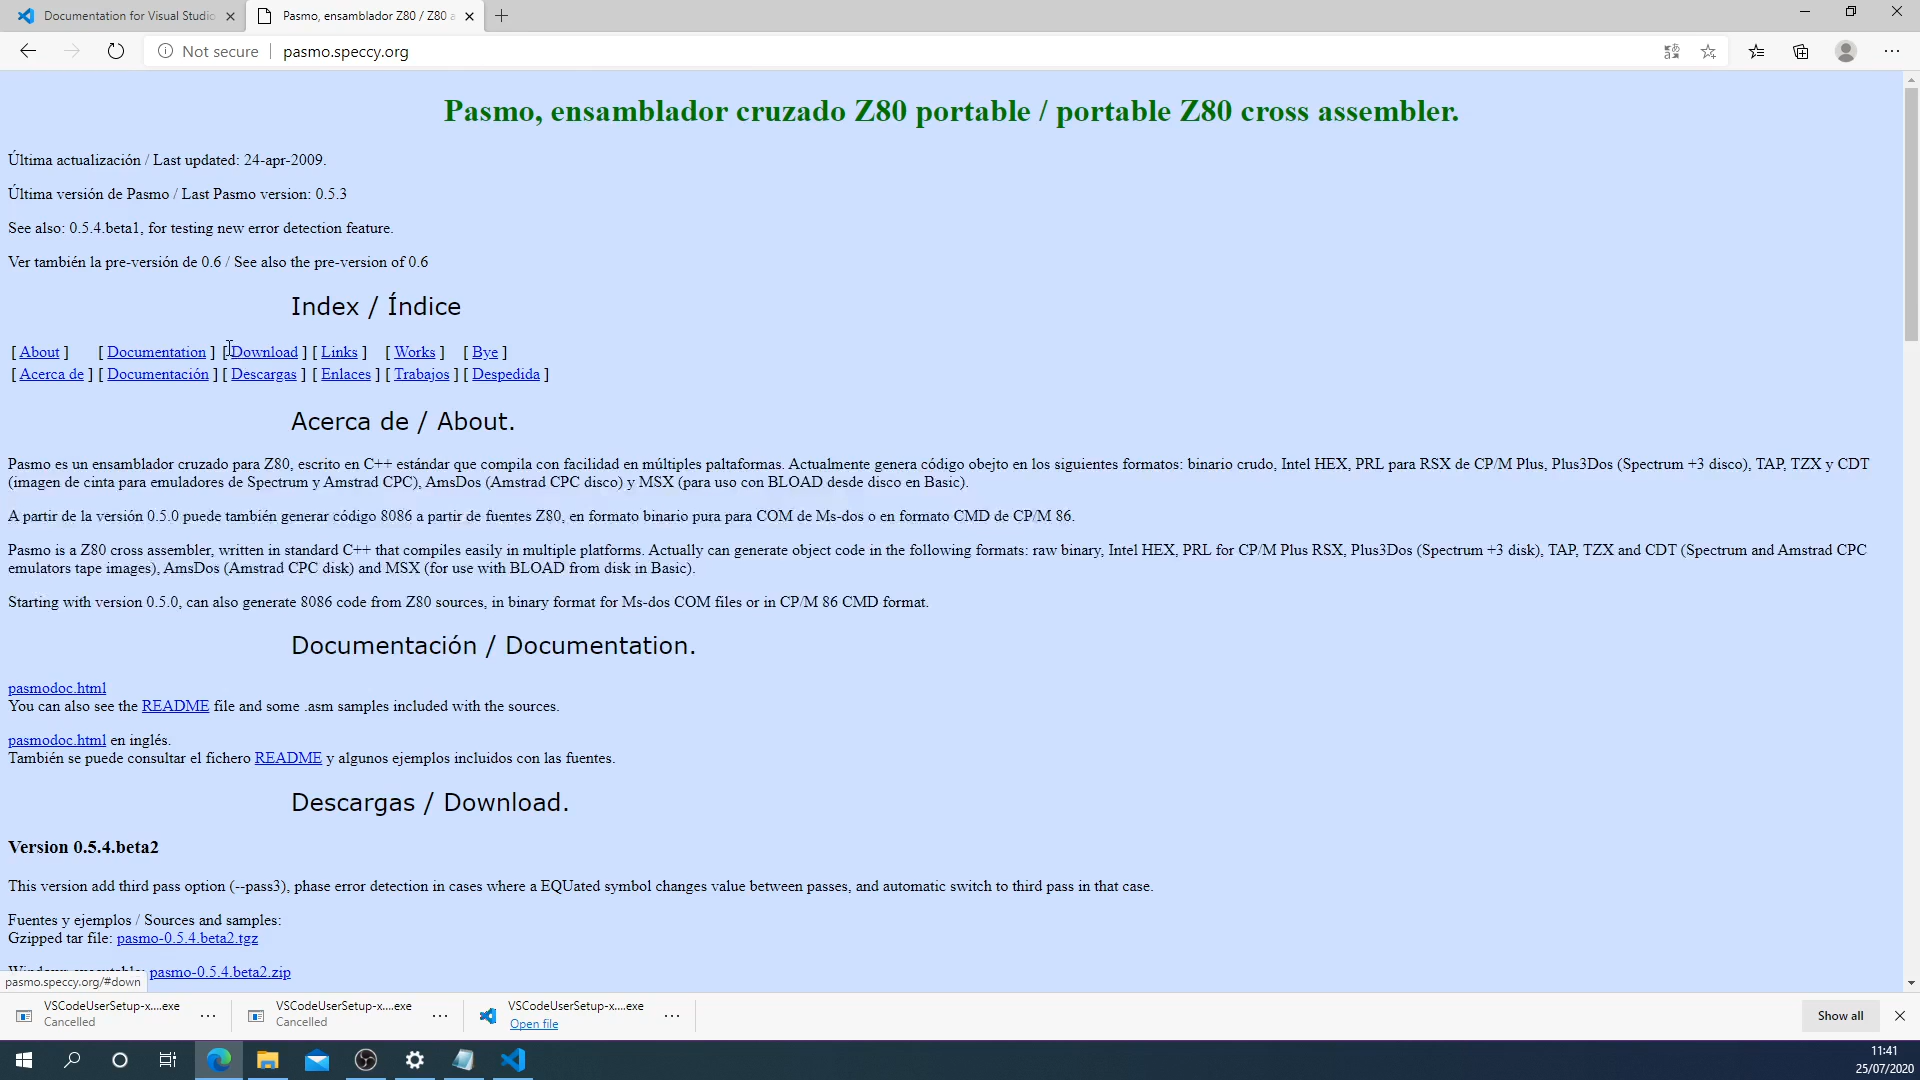 Documentation for Visual Studio
Pasmo, ensamblador Z80 / Z80 a
Not secure
pasmo.speccy.org
Pasmo, ensamblador cruzado Z80 portable / portable Z80 cross assembler.
Última actualización / Last updated: 24-apr-2009.
Última versión de Pasmo / Last Pasmo version: 0.5.3
See also: 0.5.4.beta1, for testing new error detection feature.
Ver también la pre-versión de 0.6 / See also the pre-version of 0.6
Index / Índice
[ About ] [ Documentation ] [ Download ] [ Links ] [ Works ] [ Bye ]
[ Acerca de ] [ Documentación ] [ Descargas ] [ Enlaces ] [ Trabajos ] [ Despedida ]
Acerca de / About.
Pasmo es un ensamblador cruzado para Z80, escrito en C++ estándar que compila con facilidad en múltiples paltaformas. Actualmente genera código obejto en los siguientes formatos: binario crudo, Intel HEX, PRL para RSX de CP/M Plus, Plus3Dos (Spectrum +3 disco), TAP, TZX y CDT
(imagen de cinta para emuladores de Spectrum y Amstrad CPC), AmsDos (Amstrad CPC disco) y MSX (para uso con BLOAD desde disco en Basic).
A partir de la versión 0.5.0 puede también generar código 8086 a partir de fuentes Z80, en formato binario pura para COM de Ms-dos o en formato CMD de CP/M 86.
Pasmo is a Z80 cross assembler, written in standard C++ that compiles easily in multiple platforms. Actually can generate object code in the following formats: raw binary, Intel HEX, PRL for CP/M Plus RSX, Plus3Dos (Spectrum +3 disk), TAP, TZX and CDT (Spectrum and Amstrad CPC
emulators tape images), AmsDos (Amstrad CPC disk) and MSX (for use with BLOAD from disk in Basic).
Starting with version 0.5.0, can also generate 8086 code from Z80 sources, in binary format for Ms-dos COM files or in CP/M 86 CMD format.
Documentación / Documentation.
pasmodoc.html
You can also see the README file and some .asm samples included with the sources.
pasmodoc.html en inglés.
También se puede consultar el fichero README y algunos ejemplos incluidos con las fuentes.
Descargas / Download.
Version 0.5.4.beta2
This version add third pass option (--pass3), phase error detection in cases where a EQUated symbol changes value between passes, and automatic switch to third pass in that case.
Fuentes y ejemplos / Sources and samples:
Gzipped tar file: pasmo-0.5.4.beta2.tgz
pasmo-0.5.4.beta2.zip
pasmo.speccy.org/#down
VSCodeUserSetup-x....exe
Cancelled
VSCodeUserSetup-x....exe
Cancelled
VSCodeUserSetup-x....exe
Open file
Show all
11:41
25/07/2020